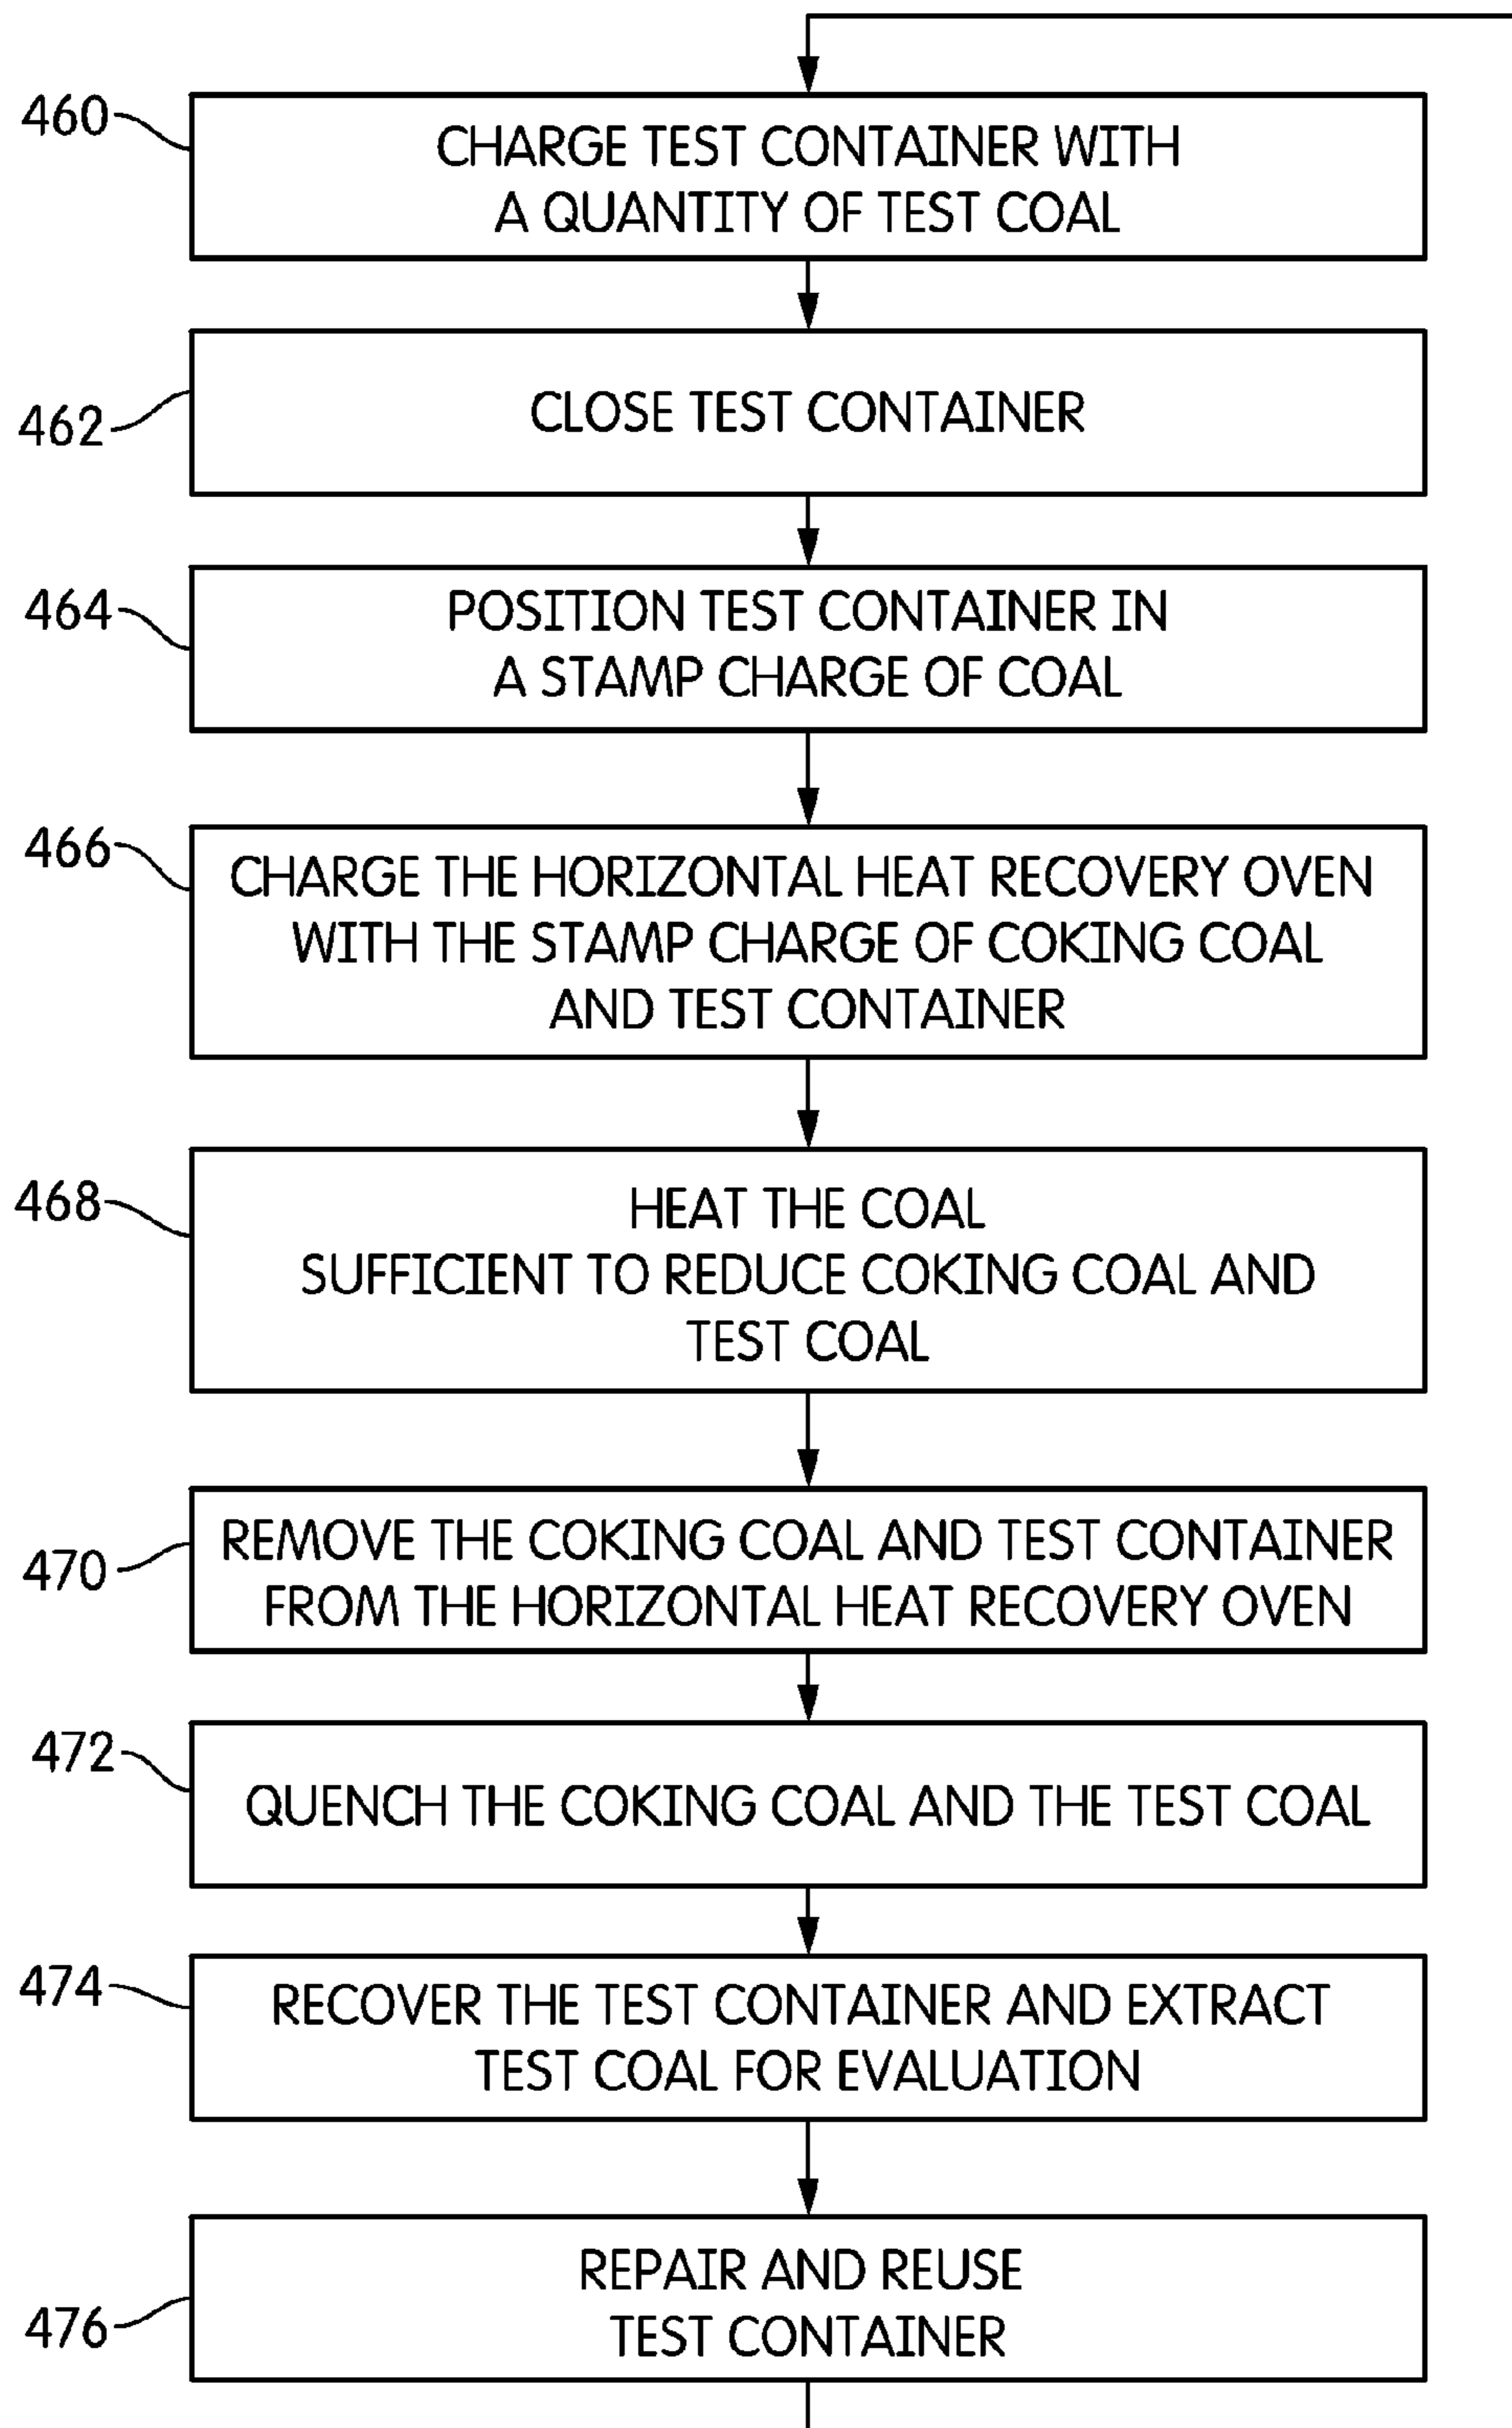 460
CHARGE TEST CONTAINER WITH
A QUANTITY OF TEST COAL
462
CLOSE TEST CONTAINER
464
POSITION TEST CONTAINER IN
A STAMP CHARGE OF COAL
466
CHARGE THE HORIZONTAL HEAT RECOVERY OVEN
WITH THE STAMP CHARGE OF COKING COAL
AND TEST CONTAINER
468
HEAT THE COAL
SUFFICIENT TO REDUCE COKING COAL AND
TEST COAL
470
REMOVE THE COKING COAL AND TEST CONTAINER
FROM THE HORIZONTAL HEAT RECOVERY OVEN
472
QUENCH THE COKING COAL AND THE TEST COAL
474
RECOVER THE TEST CONTAINER AND EXTRACT
TEST COAL FOR EVALUATION
476
REPAIR AND REUSE
TEST CONTAINER